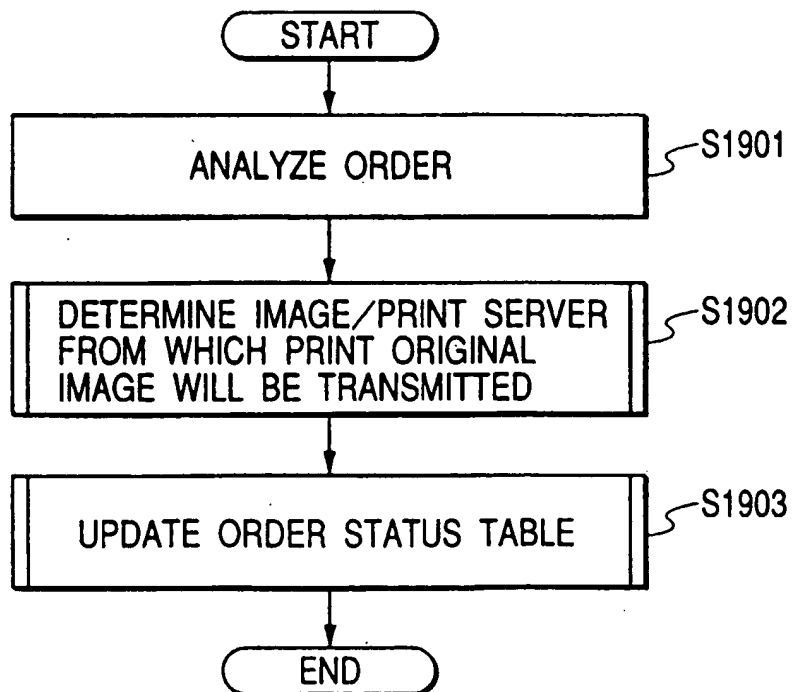 START
ANALYZE ORDER
S1901
DETERMINE IMAGE/PRINT SERVER
FROM WHICH PRINT ORIGINAL
IMAGE WILL BE TRANSMITTED
S1902
UPDATE ORDER STATUS TABLE
S1903
END